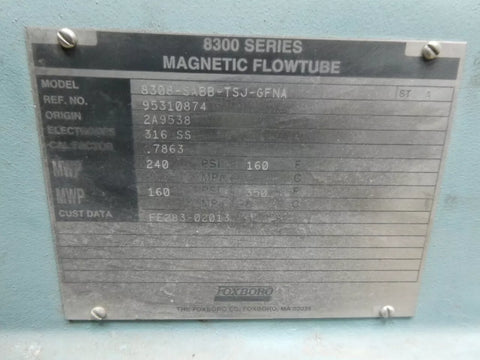 8300 SERIES
MAGNETIC FLOWTUBE
MODEL 8308-SABB-TSJ-GFNA ST A
REF. NO. 95310874
ORIGIN 2A9538
ELECTRODES 316 SS
CAL FACTOR .7863
MWP 240 PSI 160 F
MPA C
MWP 160 PSI 350 F
MPA C
CUST DATA FE283-02013
FOXBORO
THE FOXBORO CO. FOXBORO, MA 02035